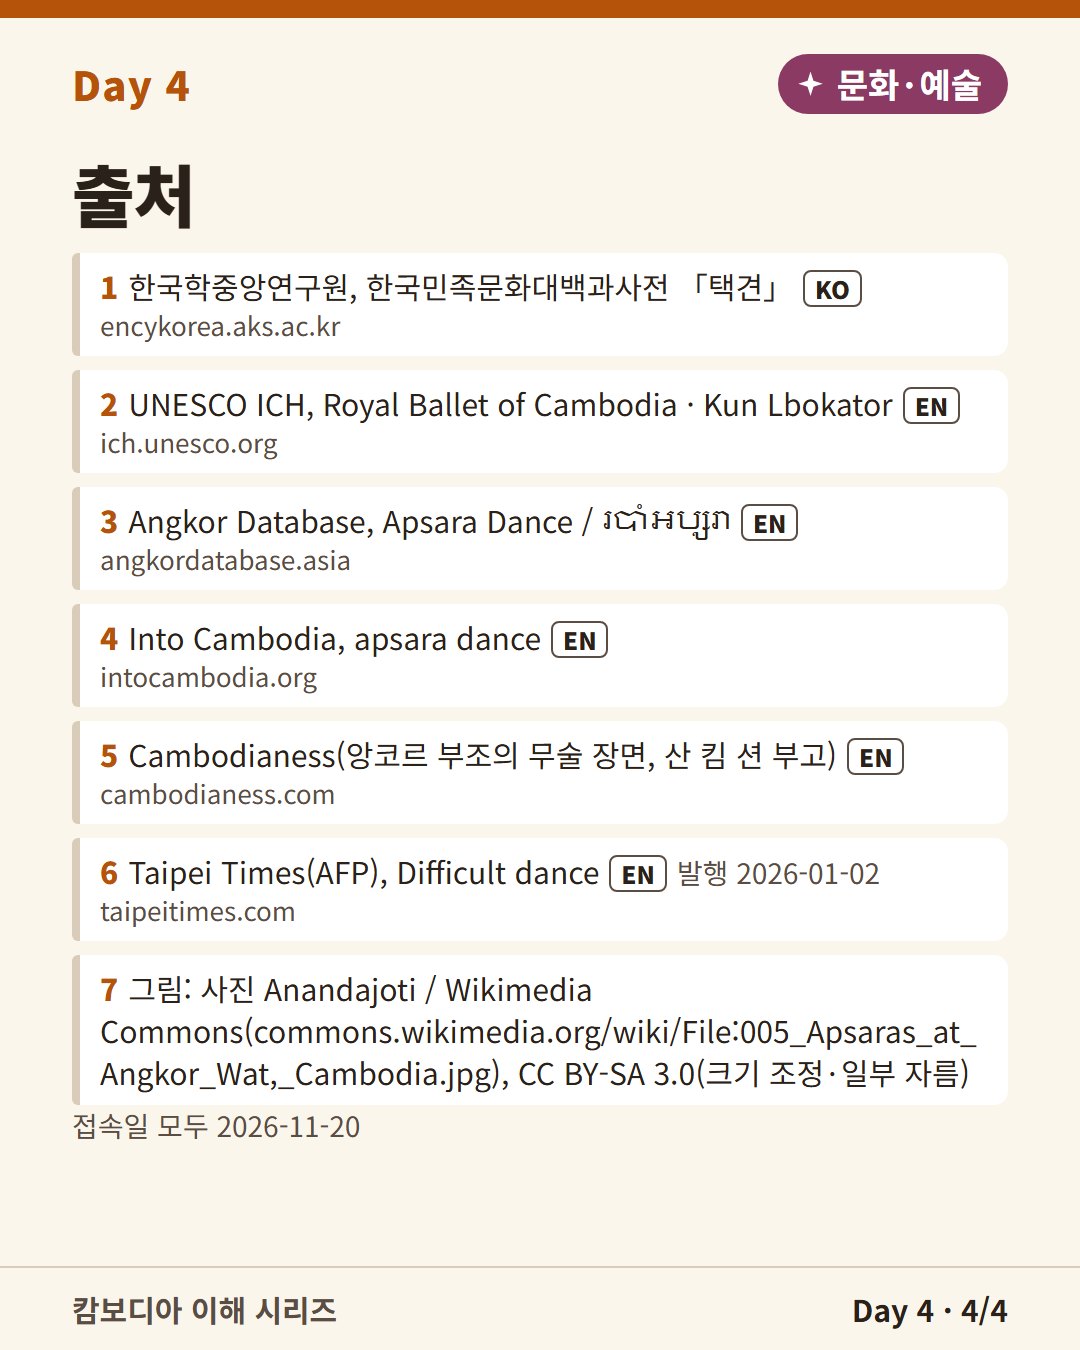 Day 4
문화·예술
출처
1 한국학중앙연구원, 한국민족문화대백과사전 「택견」 KO
encykorea.aks.ac.kr
2 UNESCO ICH, Royal Ballet of Cambodia · Kun Lbokator EN
ich.unesco.org
3 Angkor Database, Apsara Dance / របាំអប្សរា EN
angkordatabase.asia
4 Into Cambodia, apsara dance EN
intocambodia.org
5 Cambodianess(앙코르 부조의 무술 장면, 산 킴 션 부고) EN
cambodianess.com
6 Taipei Times(AFP), Difficult dance EN 발행 2026-01-02
taipeitimes.com
7 그림: 사진 Anandajoti / Wikimedia
Commons(commons.wikimedia.org/wiki/File:005_Apsaras_at_
Angkor_Wat,_Cambodia.jpg), CC BY-SA 3.0(크기 조정·일부 자름)
접속일 모두 2026-11-20
캄보디아 이해 시리즈
Day 4 · 4/4